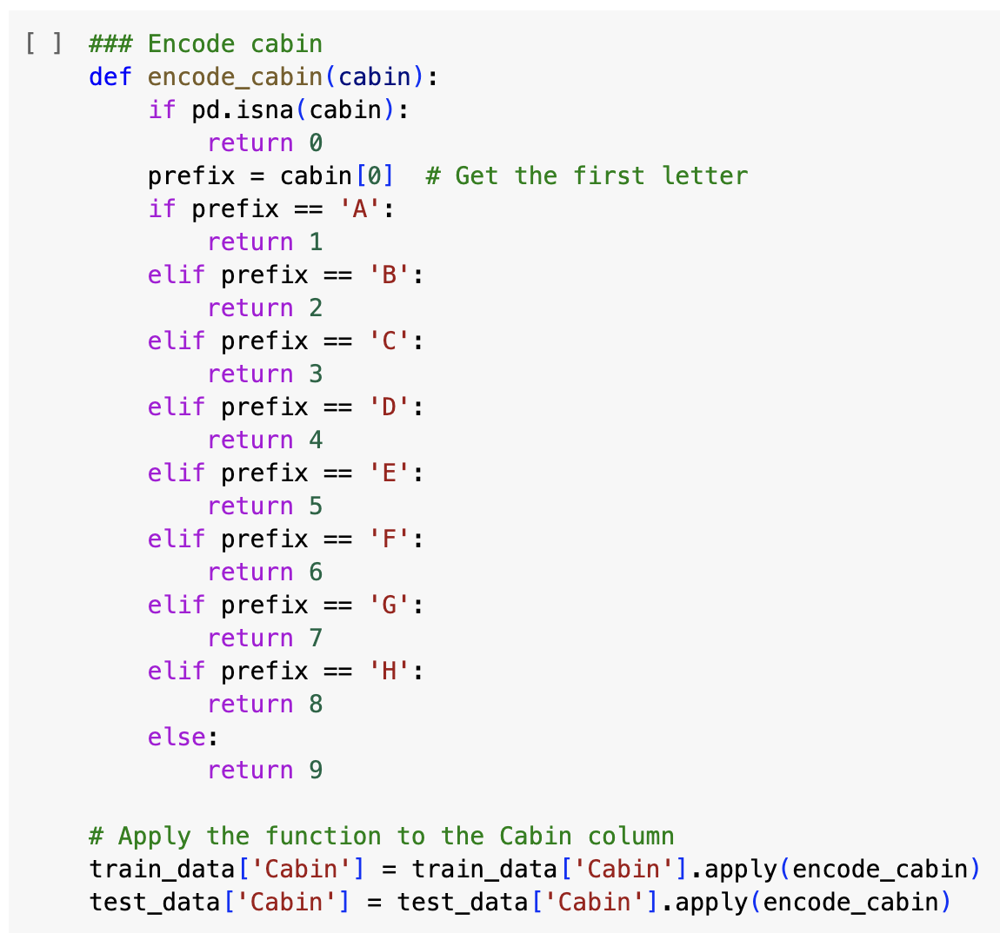 [ ] ### Encode cabin
def encode_cabin(cabin):
    if pd.isna(cabin):
        return 0
    prefix = cabin[0]  # Get the first letter
    if prefix == 'A':
        return 1
    elif prefix == 'B':
        return 2
    elif prefix == 'C':
        return 3
    elif prefix == 'D':
        return 4
    elif prefix == 'E':
        return 5
    elif prefix == 'F':
        return 6
    elif prefix == 'G':
        return 7
    elif prefix == 'H':
        return 8
    else:
        return 9

# Apply the function to the Cabin column
train_data['Cabin'] = train_data['Cabin'].apply(encode_cabin)
test_data['Cabin'] = test_data['Cabin'].apply(encode_cabin)